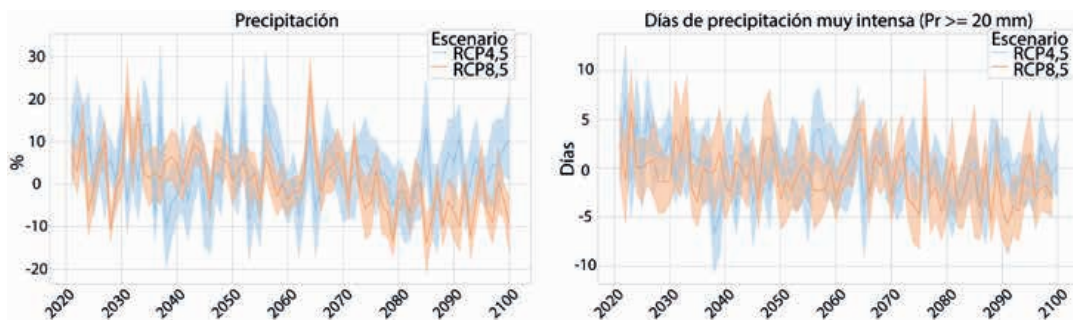 Precipitación
Escenario
RCP4,5
RCP8,5
%
30
20
10
0
-10
-20
2020 2030 2040 2050 2060 2070 2080 2090 2100
Días de precipitación muy intensa (Pr >= 20 mm)
Escenario
RCP4,5
RCP8,5
Días
10
5
0
-5
-10
2020 2030 2040 2050 2060 2070 2080 2090 2100